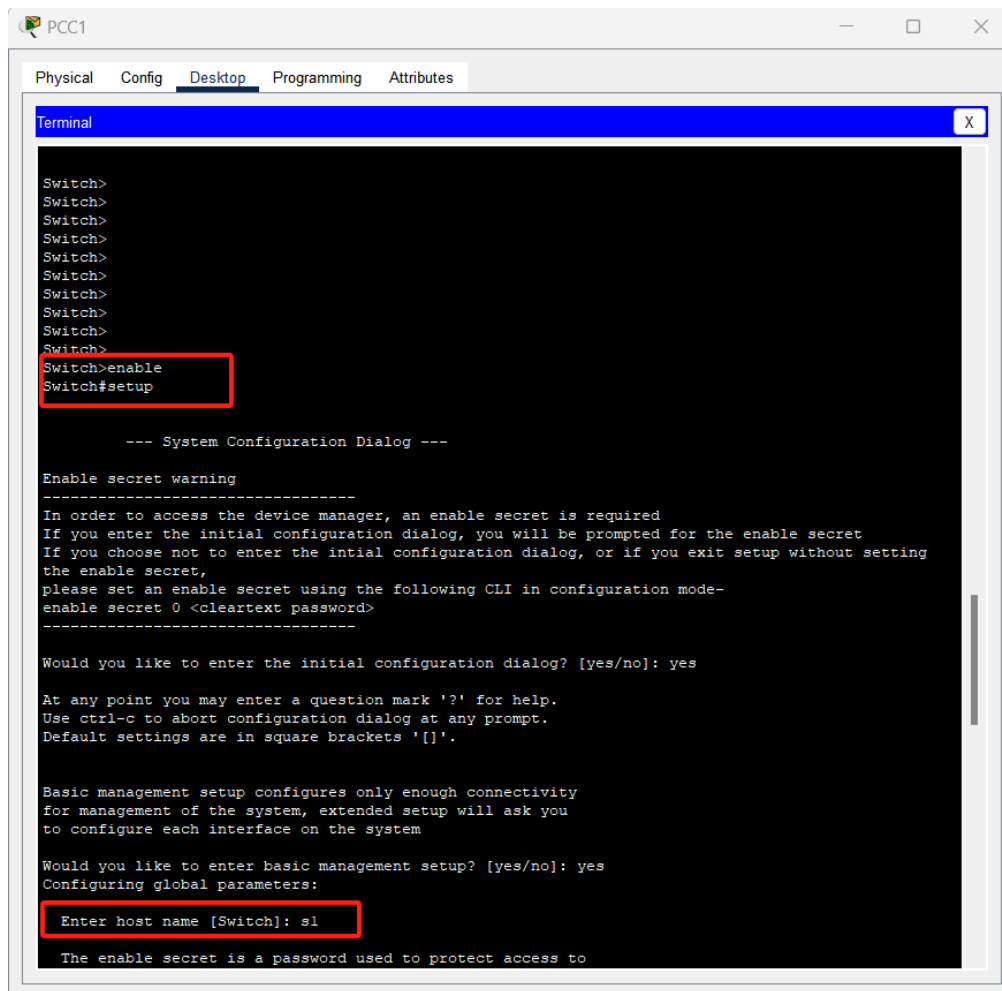 PCC1
Physical Config Desktop Programming Attributes
Terminal X
Switch>
Switch>
Switch>
Switch>
Switch>
Switch>
Switch>
Switch>
Switch>
Switch>
Switch>enable
Switch#setup
--- System Configuration Dialog ---
Enable secret warning
----------------------------------
In order to access the device manager, an enable secret is required
If you enter the initial configuration dialog, you will be prompted for the enable secret
If you choose not to enter the intial configuration dialog, or if you exit setup without setting
the enable secret,
please set an enable secret using the following CLI in configuration mode-
enable secret 0 <cleartext password>
----------------------------------
Would you like to enter the initial configuration dialog? [yes/no]: yes
At any point you may enter a question mark '?' for help.
Use ctrl-c to abort configuration dialog at any prompt.
Default settings are in square brackets '[]'.
Basic management setup configures only enough connectivity
for management of the system, extended setup will ask you
to configure each interface on the system
Would you like to enter basic management setup? [yes/no]: yes
Configuring global parameters:
Enter host name [Switch]: s1
The enable secret is a password used to protect access to